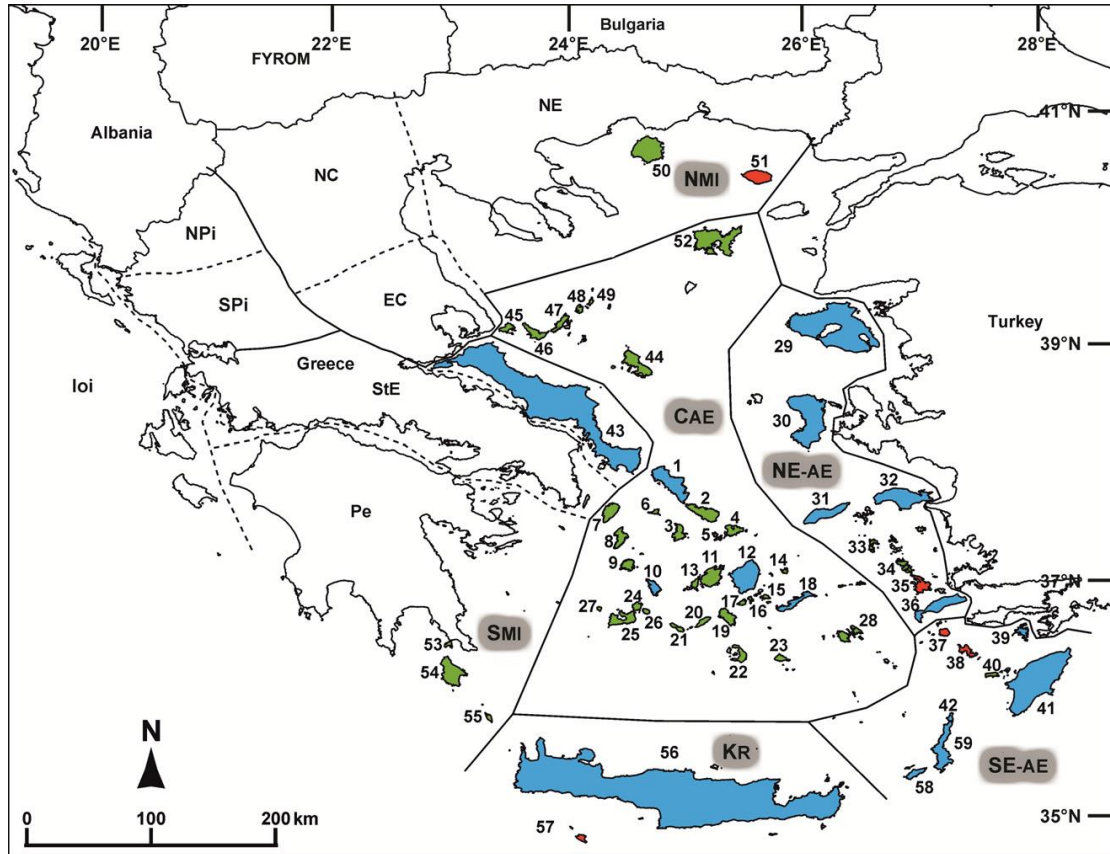 Bulgaria
20°E
22°E
24°E
26°E
28°E
FYROM
NE
41°N
Albania
NC
50
NMI
51
NPi
52
SPi
EC
45
47
48
49
46
29
Turkey
39°N
Greece
44
Ioi
StE
CAE
30
43
NE-AE
1
32
6
2
31
7
3
5
4
33
Pe
8
9
11
12
14
34
10
13
35
37°N
27
24
17
16
15
18
36
SMI
25
26
21
20
19
28
39
53
22
23
37
38
40
54
41
55
42
N
KR
59
56
SE-AE
58
57
35°N
0
100
200 km